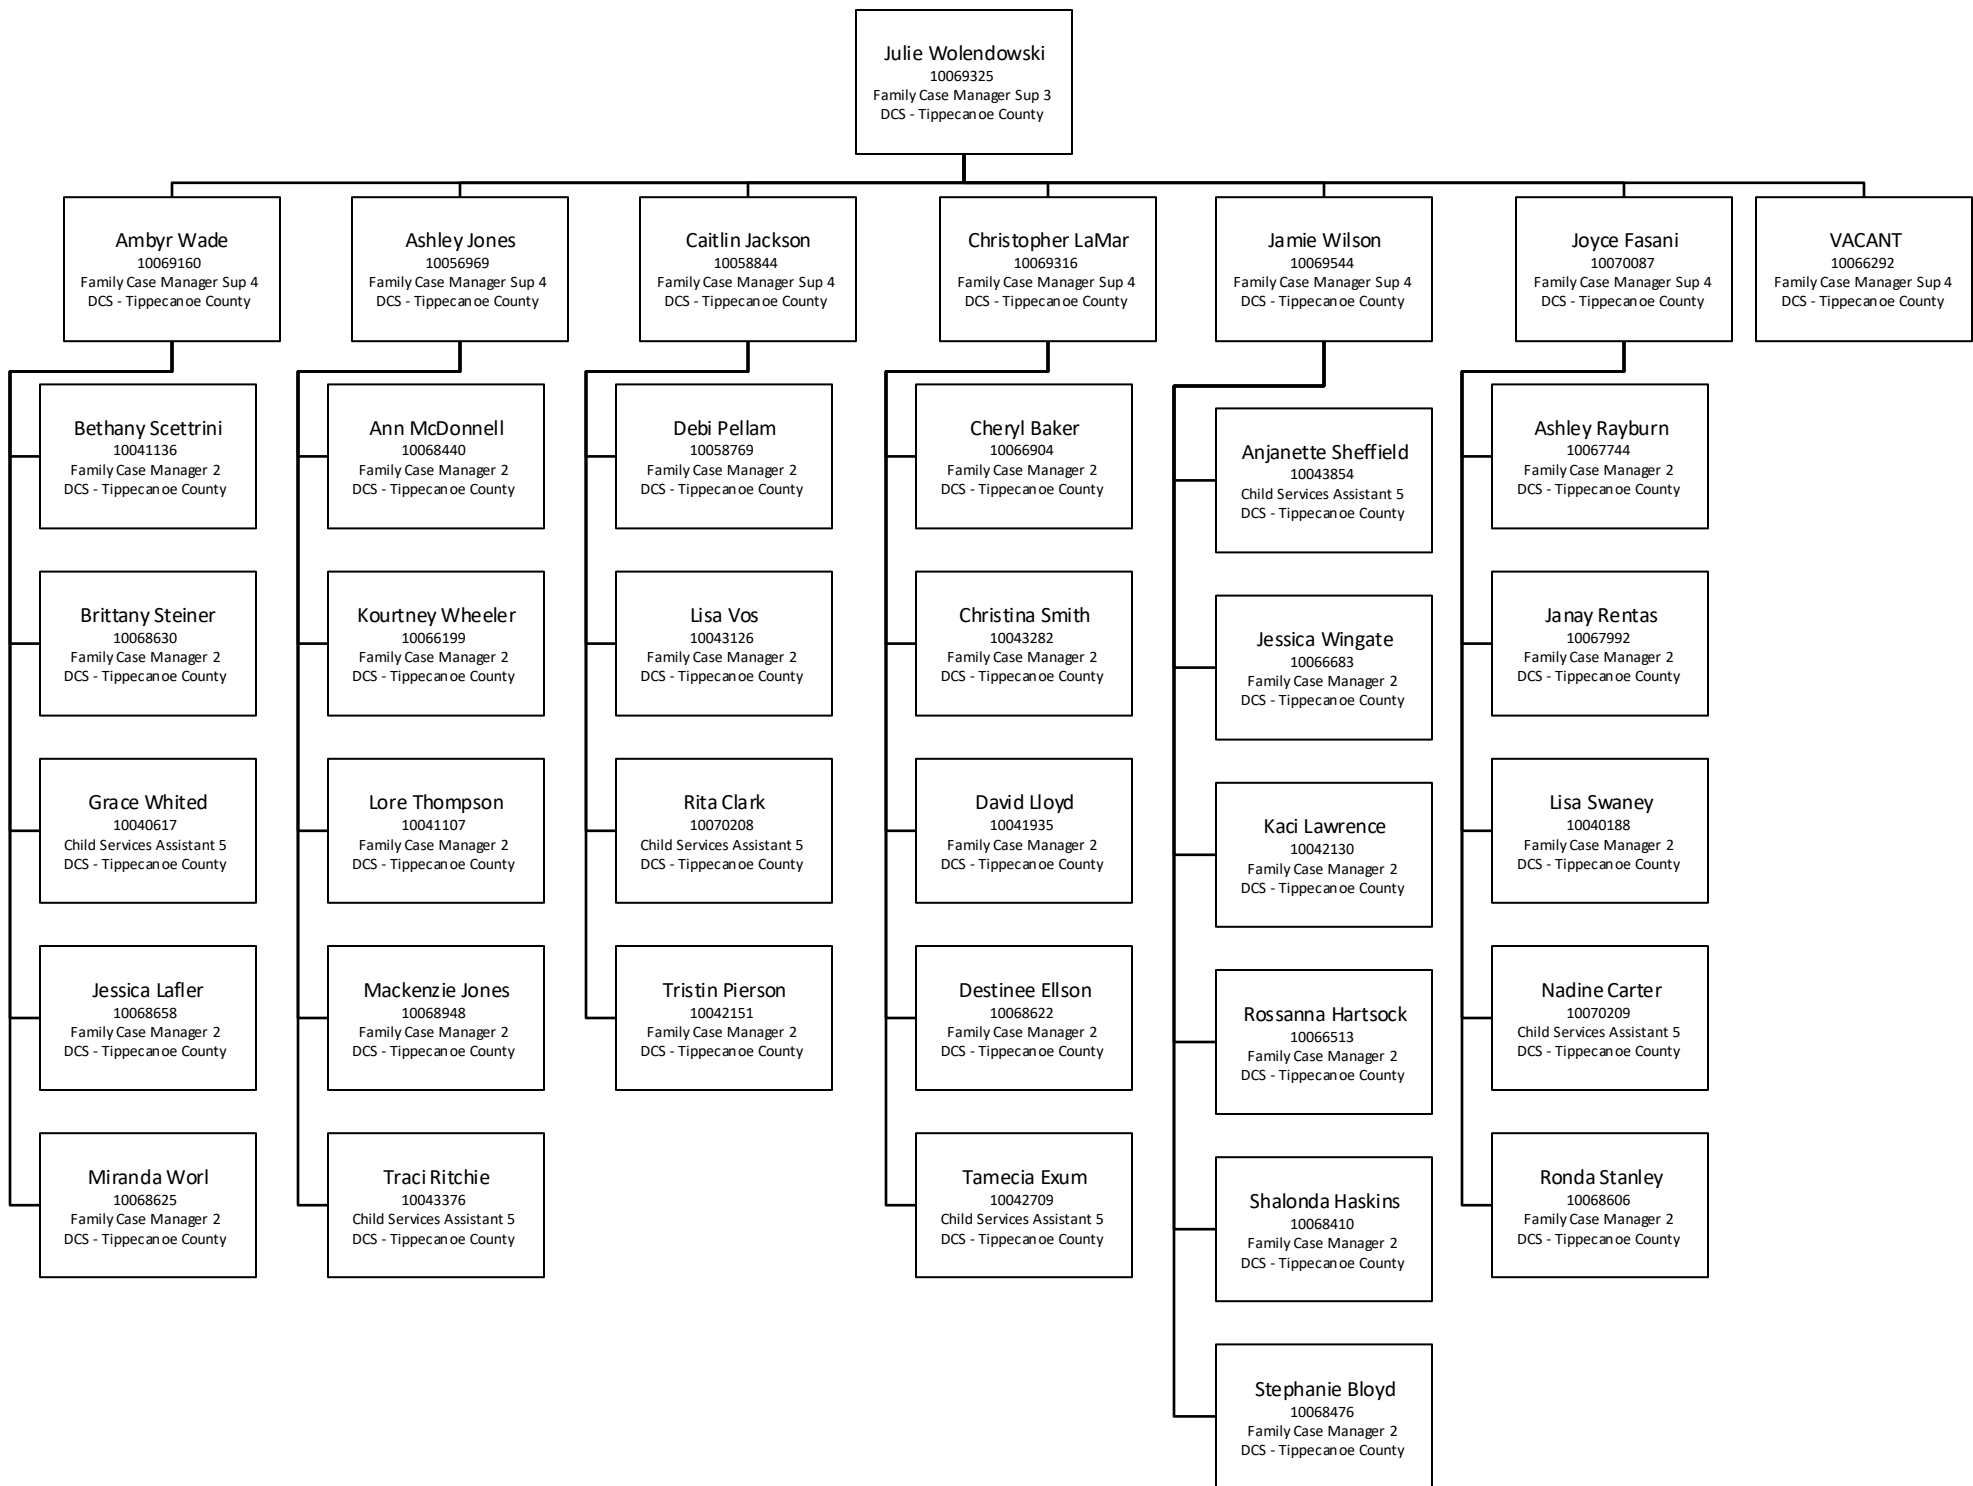 Julie Wolendowski
10069325
Family Case Manager Sup 3
DCS - Tippecanoe County
Ambyr Wade
10069160
Family Case Manager Sup 4
DCS - Tippecanoe County
Ashley Jones
10056969
Family Case Manager Sup 4
DCS - Tippecanoe County
Caitlin Jackson
10058844
Family Case Manager Sup 4
DCS - Tippecanoe County
Christopher LaMar
10069316
Family Case Manager Sup 4
DCS - Tippecanoe County
Jamie Wilson
10069544
Family Case Manager Sup 4
DCS - Tippecanoe County
Joyce Fasani
10070087
Family Case Manager Sup 4
DCS - Tippecanoe County
VACANT
10066292
Family Case Manager Sup 4
DCS - Tippecanoe County
Bethany Scettrini
10041136
Family Case Manager 2
DCS - Tippecanoe County
Brittany Steiner
10068630
Family Case Manager 2
DCS - Tippecanoe County
Grace Whited
10040617
Child Services Assistant 5
DCS - Tippecanoe County
Jessica Lafler
10068658
Family Case Manager 2
DCS - Tippecanoe County
Miranda Worl
10068625
Family Case Manager 2
DCS - Tippecanoe County
Ann McDonnell
10068440
Family Case Manager 2
DCS - Tippecanoe County
Kourtney Wheeler
10066199
Family Case Manager 2
DCS - Tippecanoe County
Lore Thompson
10041107
Family Case Manager 2
DCS - Tippecanoe County
Mackenzie Jones
10068948
Family Case Manager 2
DCS - Tippecanoe County
Traci Ritchie
10043376
Child Services Assistant 5
DCS - Tippecanoe County
Debi Pellam
10058769
Family Case Manager 2
DCS - Tippecanoe County
Lisa Vos
10043126
Family Case Manager 2
DCS - Tippecanoe County
Rita Clark
10070208
Child Services Assistant 5
DCS - Tippecanoe County
Tristin Pierson
10042151
Family Case Manager 2
DCS - Tippecanoe County
Cheryl Baker
10066904
Family Case Manager 2
DCS - Tippecanoe County
Christina Smith
10043282
Family Case Manager 2
DCS - Tippecanoe County
David Lloyd
10041935
Family Case Manager 2
DCS - Tippecanoe County
Destinee Ellson
10068622
Family Case Manager 2
DCS - Tippecanoe County
Tamecia Exum
10042709
Child Services Assistant 5
DCS - Tippecanoe County
Anjanette Sheffield
10043854
Child Services Assistant 5
DCS - Tippecanoe County
Jessica Wingate
10066683
Family Case Manager 2
DCS - Tippecanoe County
Kaci Lawrence
10042130
Family Case Manager 2
DCS - Tippecanoe County
Rossanna Hartsock
10066513
Family Case Manager 2
DCS - Tippecanoe County
Shalonda Haskins
10068410
Family Case Manager 2
DCS - Tippecanoe County
Stephanie Bloyd
10068476
Family Case Manager 2
DCS - Tippecanoe County
Ashley Rayburn
10067744
Family Case Manager 2
DCS - Tippecanoe County
Janay Rentas
10067992
Family Case Manager 2
DCS - Tippecanoe County
Lisa Swaney
10040188
Family Case Manager 2
DCS - Tippecanoe County
Nadine Carter
10070209
Child Services Assistant 5
DCS - Tippecanoe County
Ronda Stanley
10068606
Family Case Manager 2
DCS - Tippecanoe County